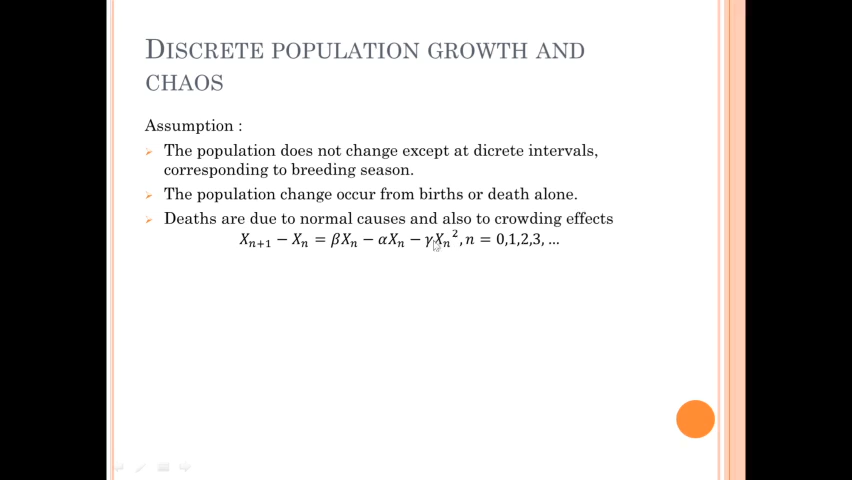 DISCRETE POPULATION GROWTH AND
CHAOS
Assumption :
➢ The population does not change except at dicrete intervals,
corresponding to breeding season.
➢ The population change occur from births or death alone.
➢ Deaths are due to normal causes and also to crowding effects
Xₙ₊₁ − Xₙ = βXₙ − αXₙ − γXₙ², n = 0,1,2,3, …